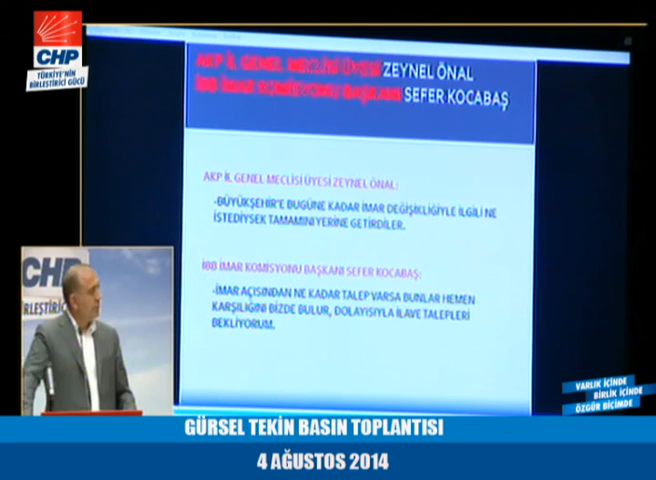 CHP
TÜRKİYE'NİN
BİRLEŞTİRİCİ GÜCÜ
AKP İL GENEL MECLİSİ ÜYESİ ZEYNEL ÖNAL
İBB İMAR KOMİSYONU BAŞKANI SEFER KOCABAŞ
AKP İL GENEL MECLİSİ ÜYESİ ZEYNEL ÖNAL:
-BÜYÜKŞEHİR'E BUGÜNE KADAR İMAR DEĞİŞİKLİĞİYLE İLGİLİ NE
İSTEDİYSEK TAMAMINI YERİNE GETİRDİLER.
İBB İMAR KOMİSYONU BAŞKANI SEFER KOCABAŞ:
-İMAR AÇISINDAN NE KADAR TALEP VARSA BUNLAR HEMEN
KARŞILIĞINI BİZDE BULUR, DOLAYISIYLA İLAVE TALEPLERİ
BEKLİYORUM.
CHP
RLEŞTİRİC
VARLIK İÇİNDE
BİRLİK İÇİNDE
ÖZGÜR BİÇİMDE
GÜRSEL TEKİN BASIN TOPLANTISI
4 AĞUSTOS 2014